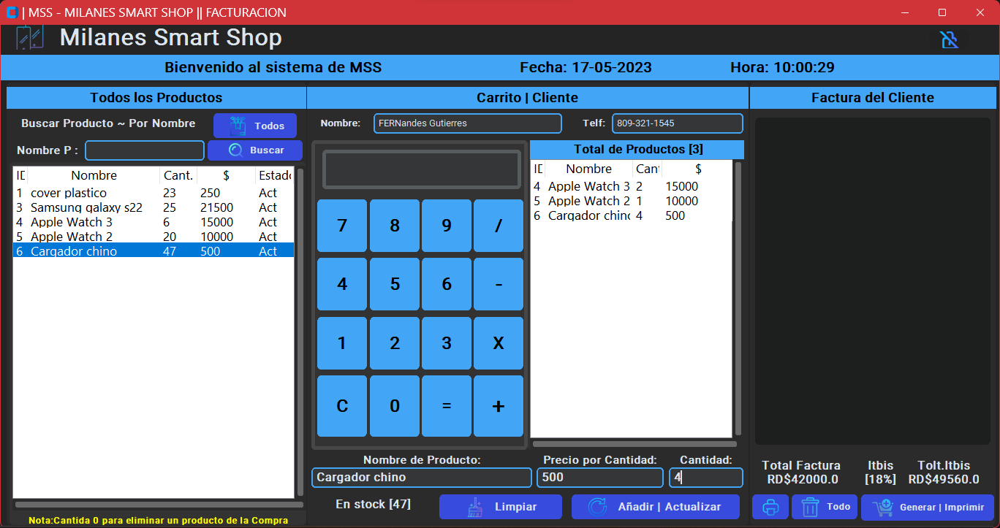 | MSS - MILANES SMART SHOP || FACTURACION
Milanes Smart Shop
Bienvenido al sistema de MSS Fecha: 17-05-2023 Hora: 10:00:29
Todos los Productos
Buscar Producto ~ Por Nombre Todos
Nombre P : Buscar
ID Nombre Cant. $ Estado
1 cover plastico 23 250 Act
3 Samsung galaxy s22 25 21500 Act
4 Apple Watch 3 6 15000 Act
5 Apple Watch 2 20 10000 Act
6 Cargador chino 47 500 Act
Nota:Cantida 0 para eliminar un producto de la Compra
Carrito | Cliente
Nombre: FERNandes Gutierres Telf: 809-321-1545
7 8 9 /
4 5 6 -
1 2 3 X
C 0 = +
Total de Productos [3]
ID Nombre Cant $
4 Apple Watch 3 2 15000
5 Apple Watch 2 1 10000
6 Cargador chino 4 500
Nombre de Producto: Precio por Cantidad: Cantidad:
Cargador chino 500 4
En stock [47] Limpiar Añadir | Actualizar
Factura del Cliente
Total Factura Itbis Tolt.Itbis
RD$42000.0 [18%] RD$49560.0
Todo Generar | Imprimir